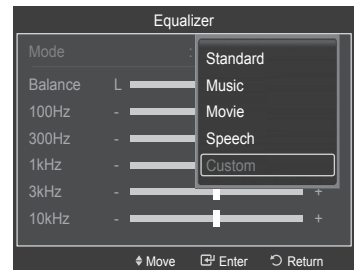 Equalizer
Mode :
Standard
Music
Movie
Speech
Custom
Balance L
100Hz -
300Hz -
1kHz -
3kHz - +
10kHz - +
Move Enter Return